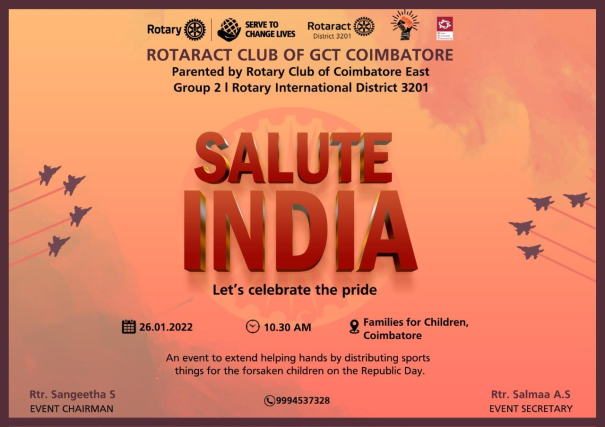 Rotary
SERVE TO
CHANGE LIVES
Rotaract
District 3201
ROTARACT CLUB OF GCT COIMBATORE
Parented by Rotary Club of Coimbatore East
Group 2 I Rotary International District 3201
SALUTE
INDIA
Let's celebrate the pride
26.01.2022
10.30 AM
Families for Children,
Coimbatore
An event to extend helping hands by distributing sports
things for the forsaken children on the Republic Day.
Rtr. Sangeetha S
EVENT CHAIRMAN
9994537328
Rtr. Salmaa A.S
EVENT SECRETARY